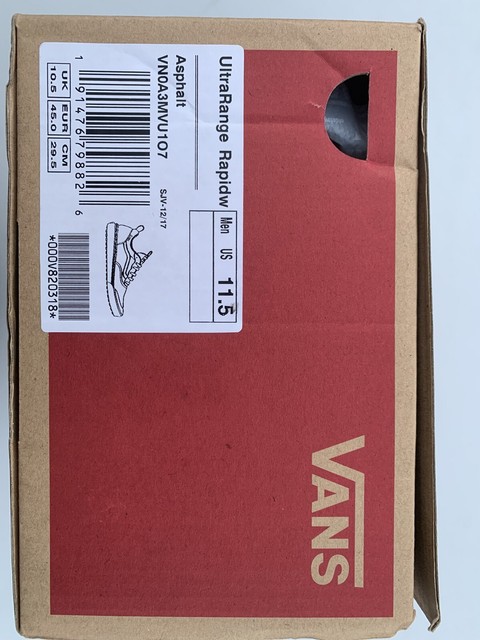 UltraRange Rapidw
Men US 11.5
Asphalt
VN0A3MVU1O7
SJV-12/17
1 91476 79882 6
UK EUR CM
10.5 45.0 29.5
*000V820318*
VANS